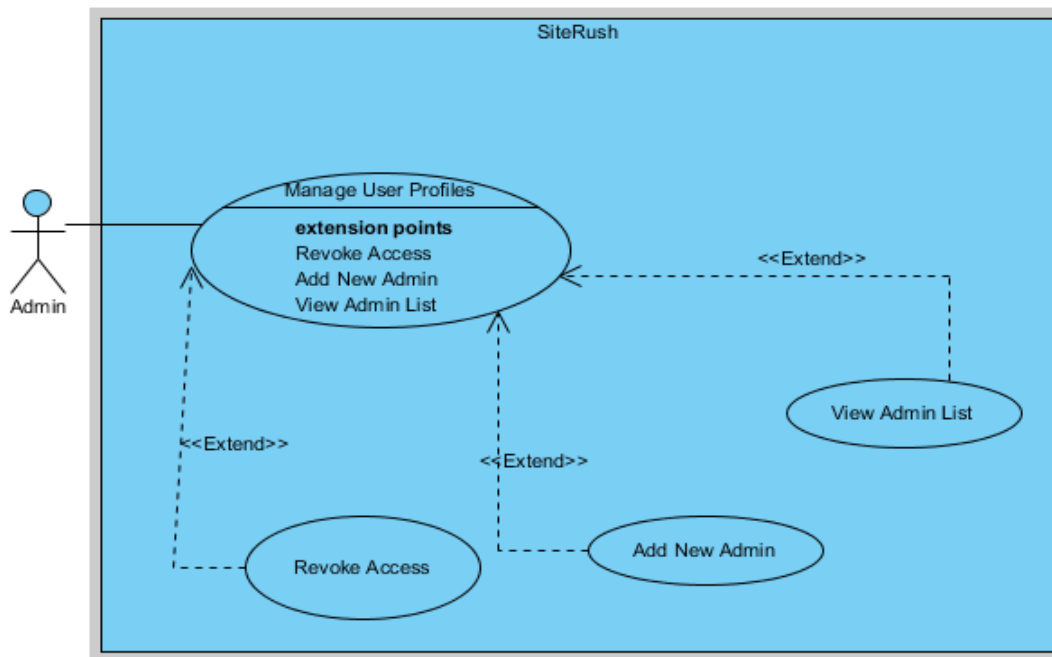 SiteRush
Manage User Profiles
extension points
Revoke Access
Add New Admin
View Admin List
Admin
<<Extend>>
View Admin List
<<Extend>>
<<Extend>>
Add New Admin
Revoke Access